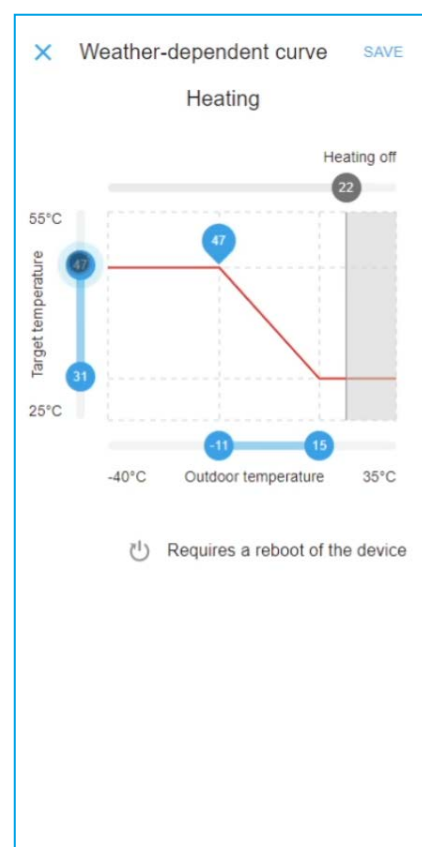 Weather-dependent curve SAVE
Heating
Heating off
22
55°C
47
47
Target temperature
31
25°C
-11 15
-40°C Outdoor temperature 35°C
Requires a reboot of the device